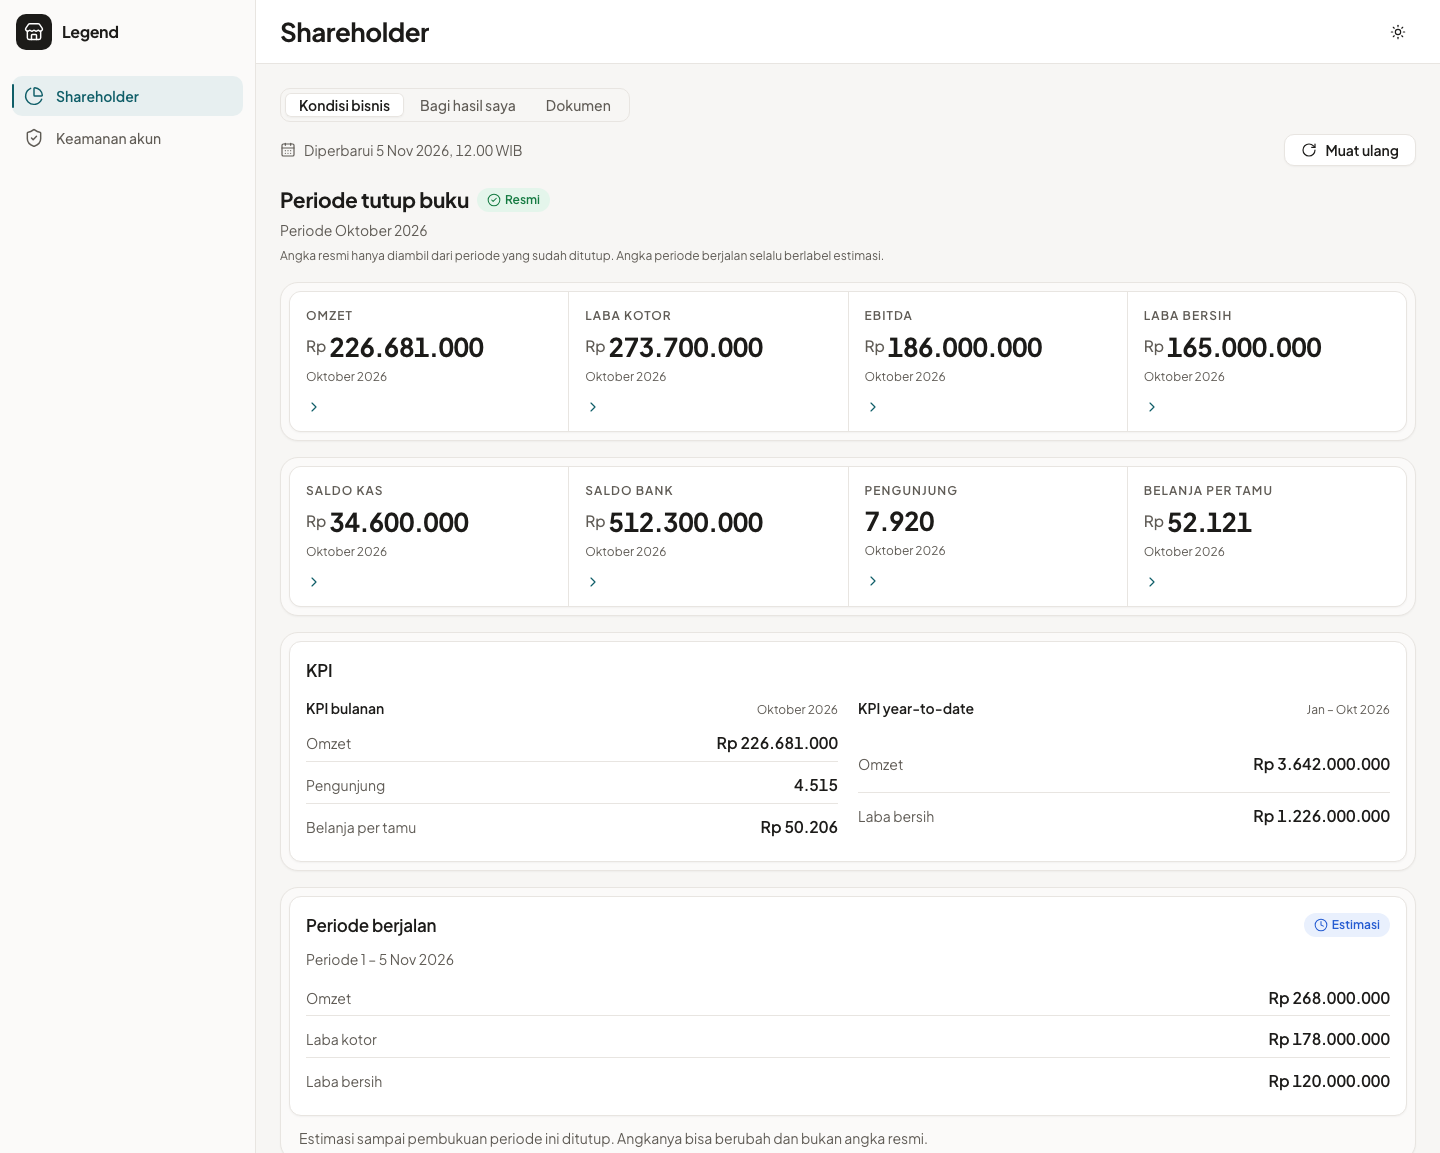 Legend
Shareholder
Keamanan akun
Shareholder
Kondisi bisnis
Bagi hasil saya
Dokumen
Diperbarui 5 Nov 2026, 12.00 WIB
Muat ulang
Periode tutup buku
Resmi
Periode Oktober 2026
Angka resmi hanya diambil dari periode yang sudah ditutup. Angka periode berjalan selalu berlabel estimasi.
OMZET
Rp 226.681.000
Oktober 2026
LABA KOTOR
Rp 273.700.000
Oktober 2026
EBITDA
Rp 186.000.000
Oktober 2026
LABA BERSIH
Rp 165.000.000
Oktober 2026
SALDO KAS
Rp 34.600.000
Oktober 2026
SALDO BANK
Rp 512.300.000
Oktober 2026
PENGUNJUNG
7.920
Oktober 2026
BELANJA PER TAMU
Rp 52.121
Oktober 2026
KPI
KPI bulanan Oktober 2026
Omzet Rp 226.681.000
Pengunjung 4.515
Belanja per tamu Rp 50.206
KPI year-to-date Jan – Okt 2026
Omzet Rp 3.642.000.000
Laba bersih Rp 1.226.000.000
Periode berjalan
Estimasi
Periode 1 – 5 Nov 2026
Omzet Rp 268.000.000
Laba kotor Rp 178.000.000
Laba bersih Rp 120.000.000
Estimasi sampai pembukuan periode ini ditutup. Angkanya bisa berubah dan bukan angka resmi.